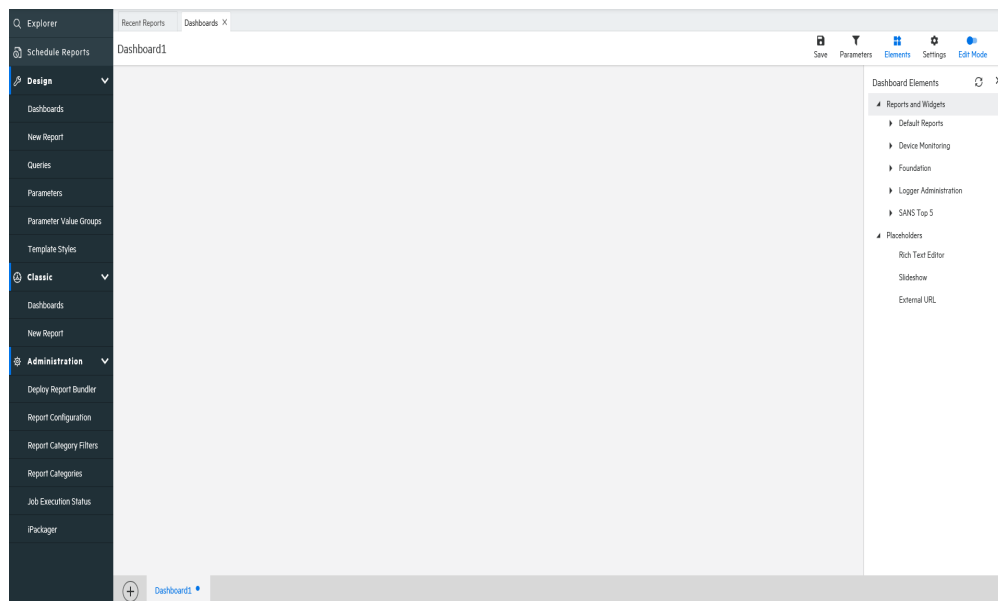 Explorer
Schedule Reports
Design
Dashboards
New Report
Queries
Parameters
Parameter Value Groups
Template Styles
Classic
Dashboards
New Report
Administration
Deploy Report Bundler
Report Configuration
Report Category Filters
Report Categories
Job Execution Status
iPackager
Recent Reports Dashboards X
Dashboard1
Save Parameters Elements Settings Edit Mode
Dashboard Elements
Reports and Widgets
Default Reports
Device Monitoring
Foundation
Logger Administration
SANS Top 5
Placeholders
Rich Text Editor
Slideshow
External URL
Dashboard1